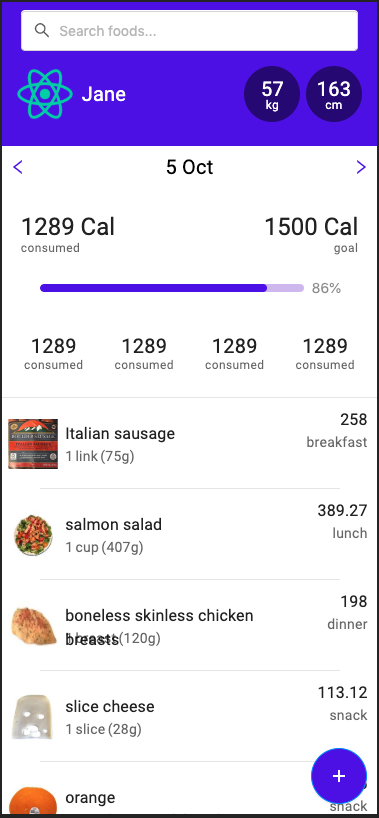 Search foods...
Jane
57
kg
163
cm
5 Oct
1289 Cal
consumed
1500 Cal
goal
86%
1289
consumed
1289
consumed
1289
consumed
1289
consumed
Italian sausage
1 link (75g)
258
breakfast
salmon salad
1 cup (407g)
389.27
lunch
boneless skinless chicken
breasts
(120g)
198
dinner
slice cheese
1 slice (28g)
113.12
snack
orange
snack
+